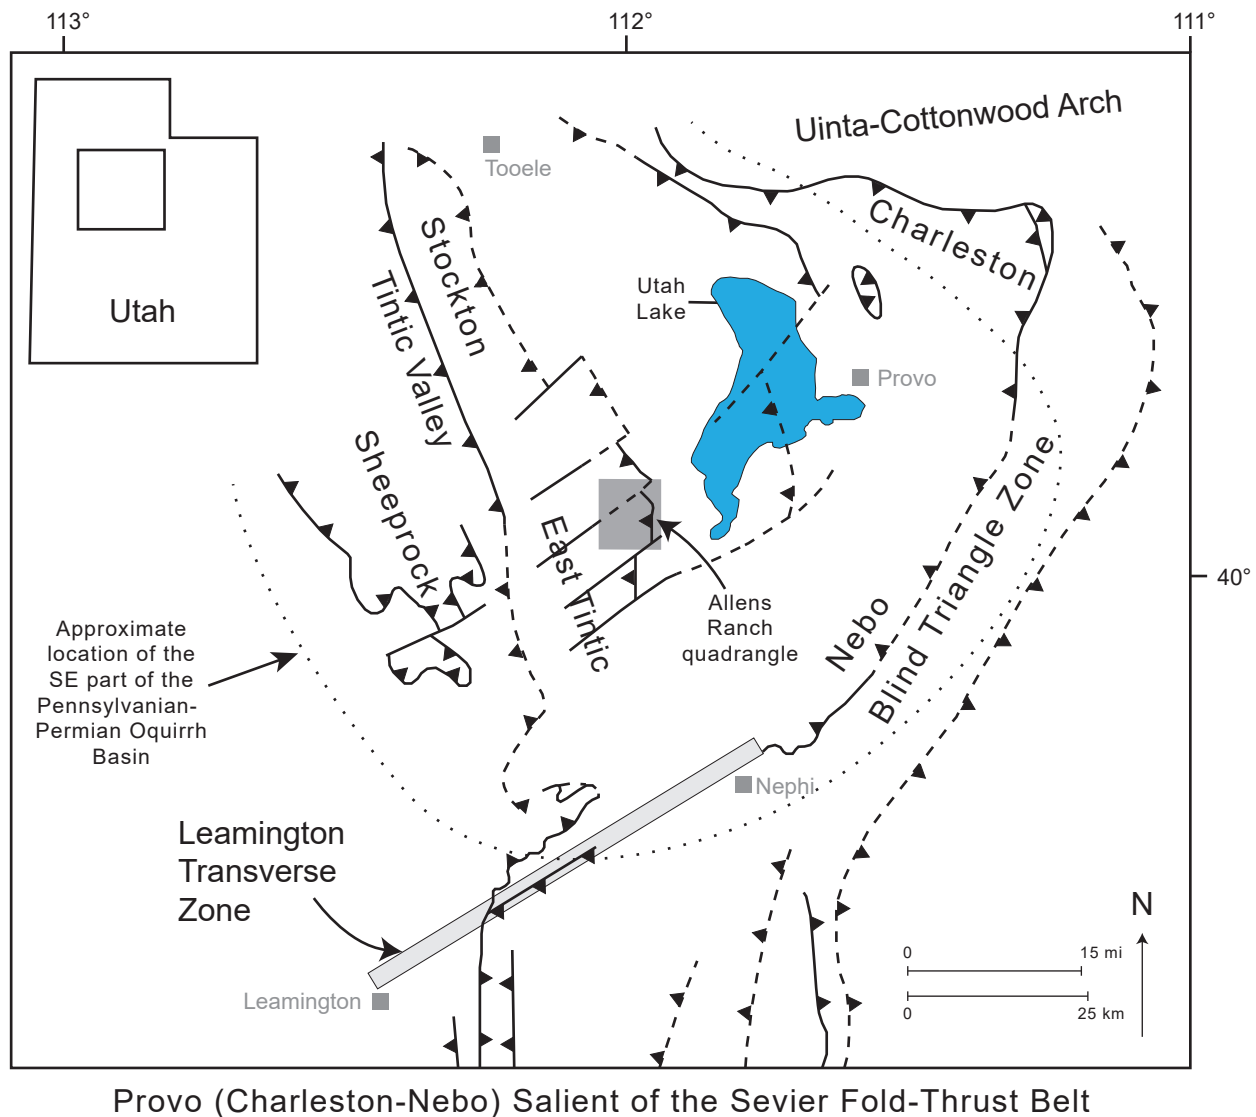 113°
112°
111°
Uinta-Cottonwood Arch
Tooele
Charleston
Stockton
Utah
Lake
Utah
Tintic Valley
Provo
Sheeprock
Blind Triangle Zone
East Tintic
40°
Allens
Ranch
quadrangle
Nebo
Approximate
location of the
SE part of the
Pennsylvanian-
Permian Oquirrh
Basin
Nephi
Leamington
Transverse
Zone
N
0 15 mi
0 25 km
Leamington
Provo (Charleston-Nebo) Salient of the Sevier Fold-Thrust Belt